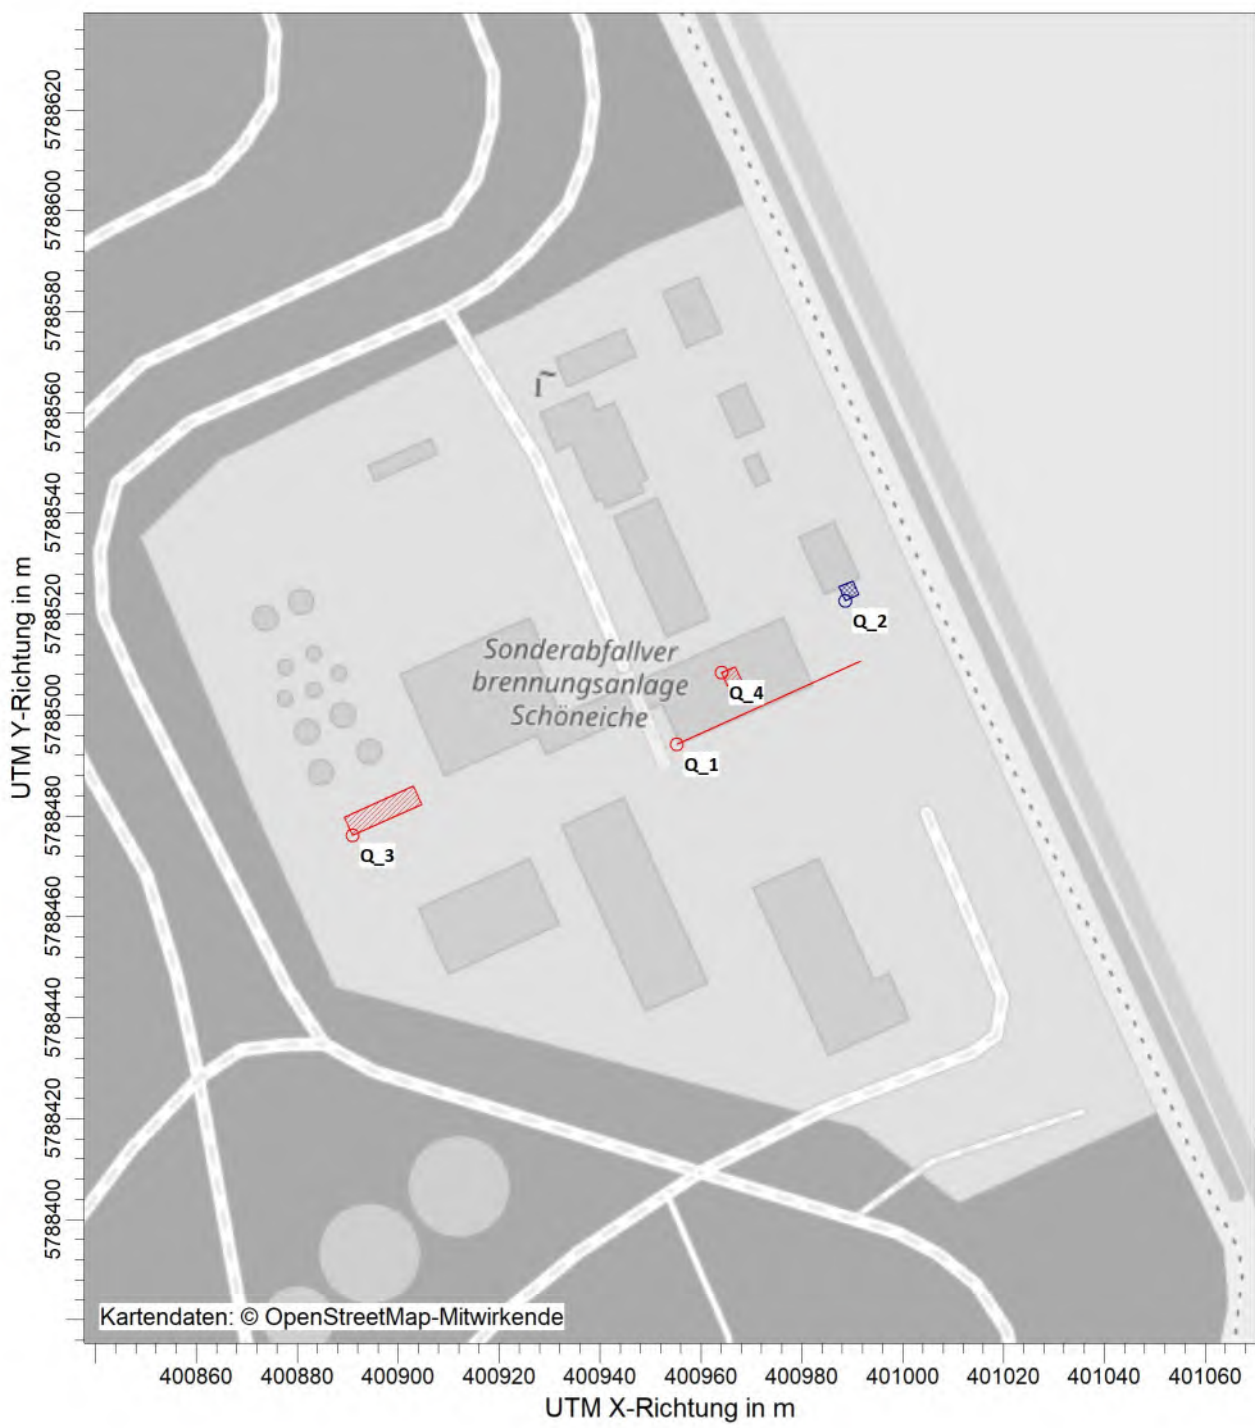 5788620
5788600
5788580
5788560
5788540
5788520
5788500
5788480
5788460
5788440
5788420
5788400
UTM Y-Richtung in m
Sonderabfallver
brennungsanlage
Schöneiche
Q_2
Q_4
Q_1
Q_3
Kartendaten: © OpenStreetMap-Mitwirkende
400860 400880 400900 400920 400940 400960 400980 401000 401020 401040 401060
UTM X-Richtung in m